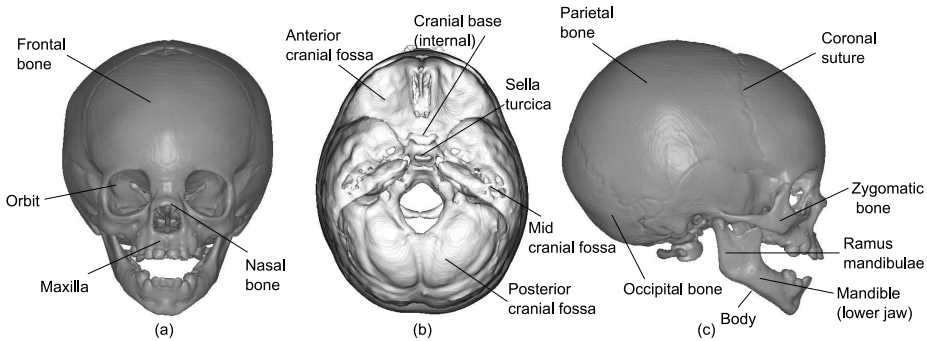 Frontal
bone
Orbit
Maxilla
Nasal
bone
(a)
Anterior
cranial fossa
Cranial base
(internal)
Sella
turcica
Mid
cranial fossa
Posterior
cranial fossa
(b)
Parietal
bone
Coronal
suture
Zygomatic
bone
Ramus
mandibulae
Mandible
(lower jaw)
Occipital bone
Body
(c)